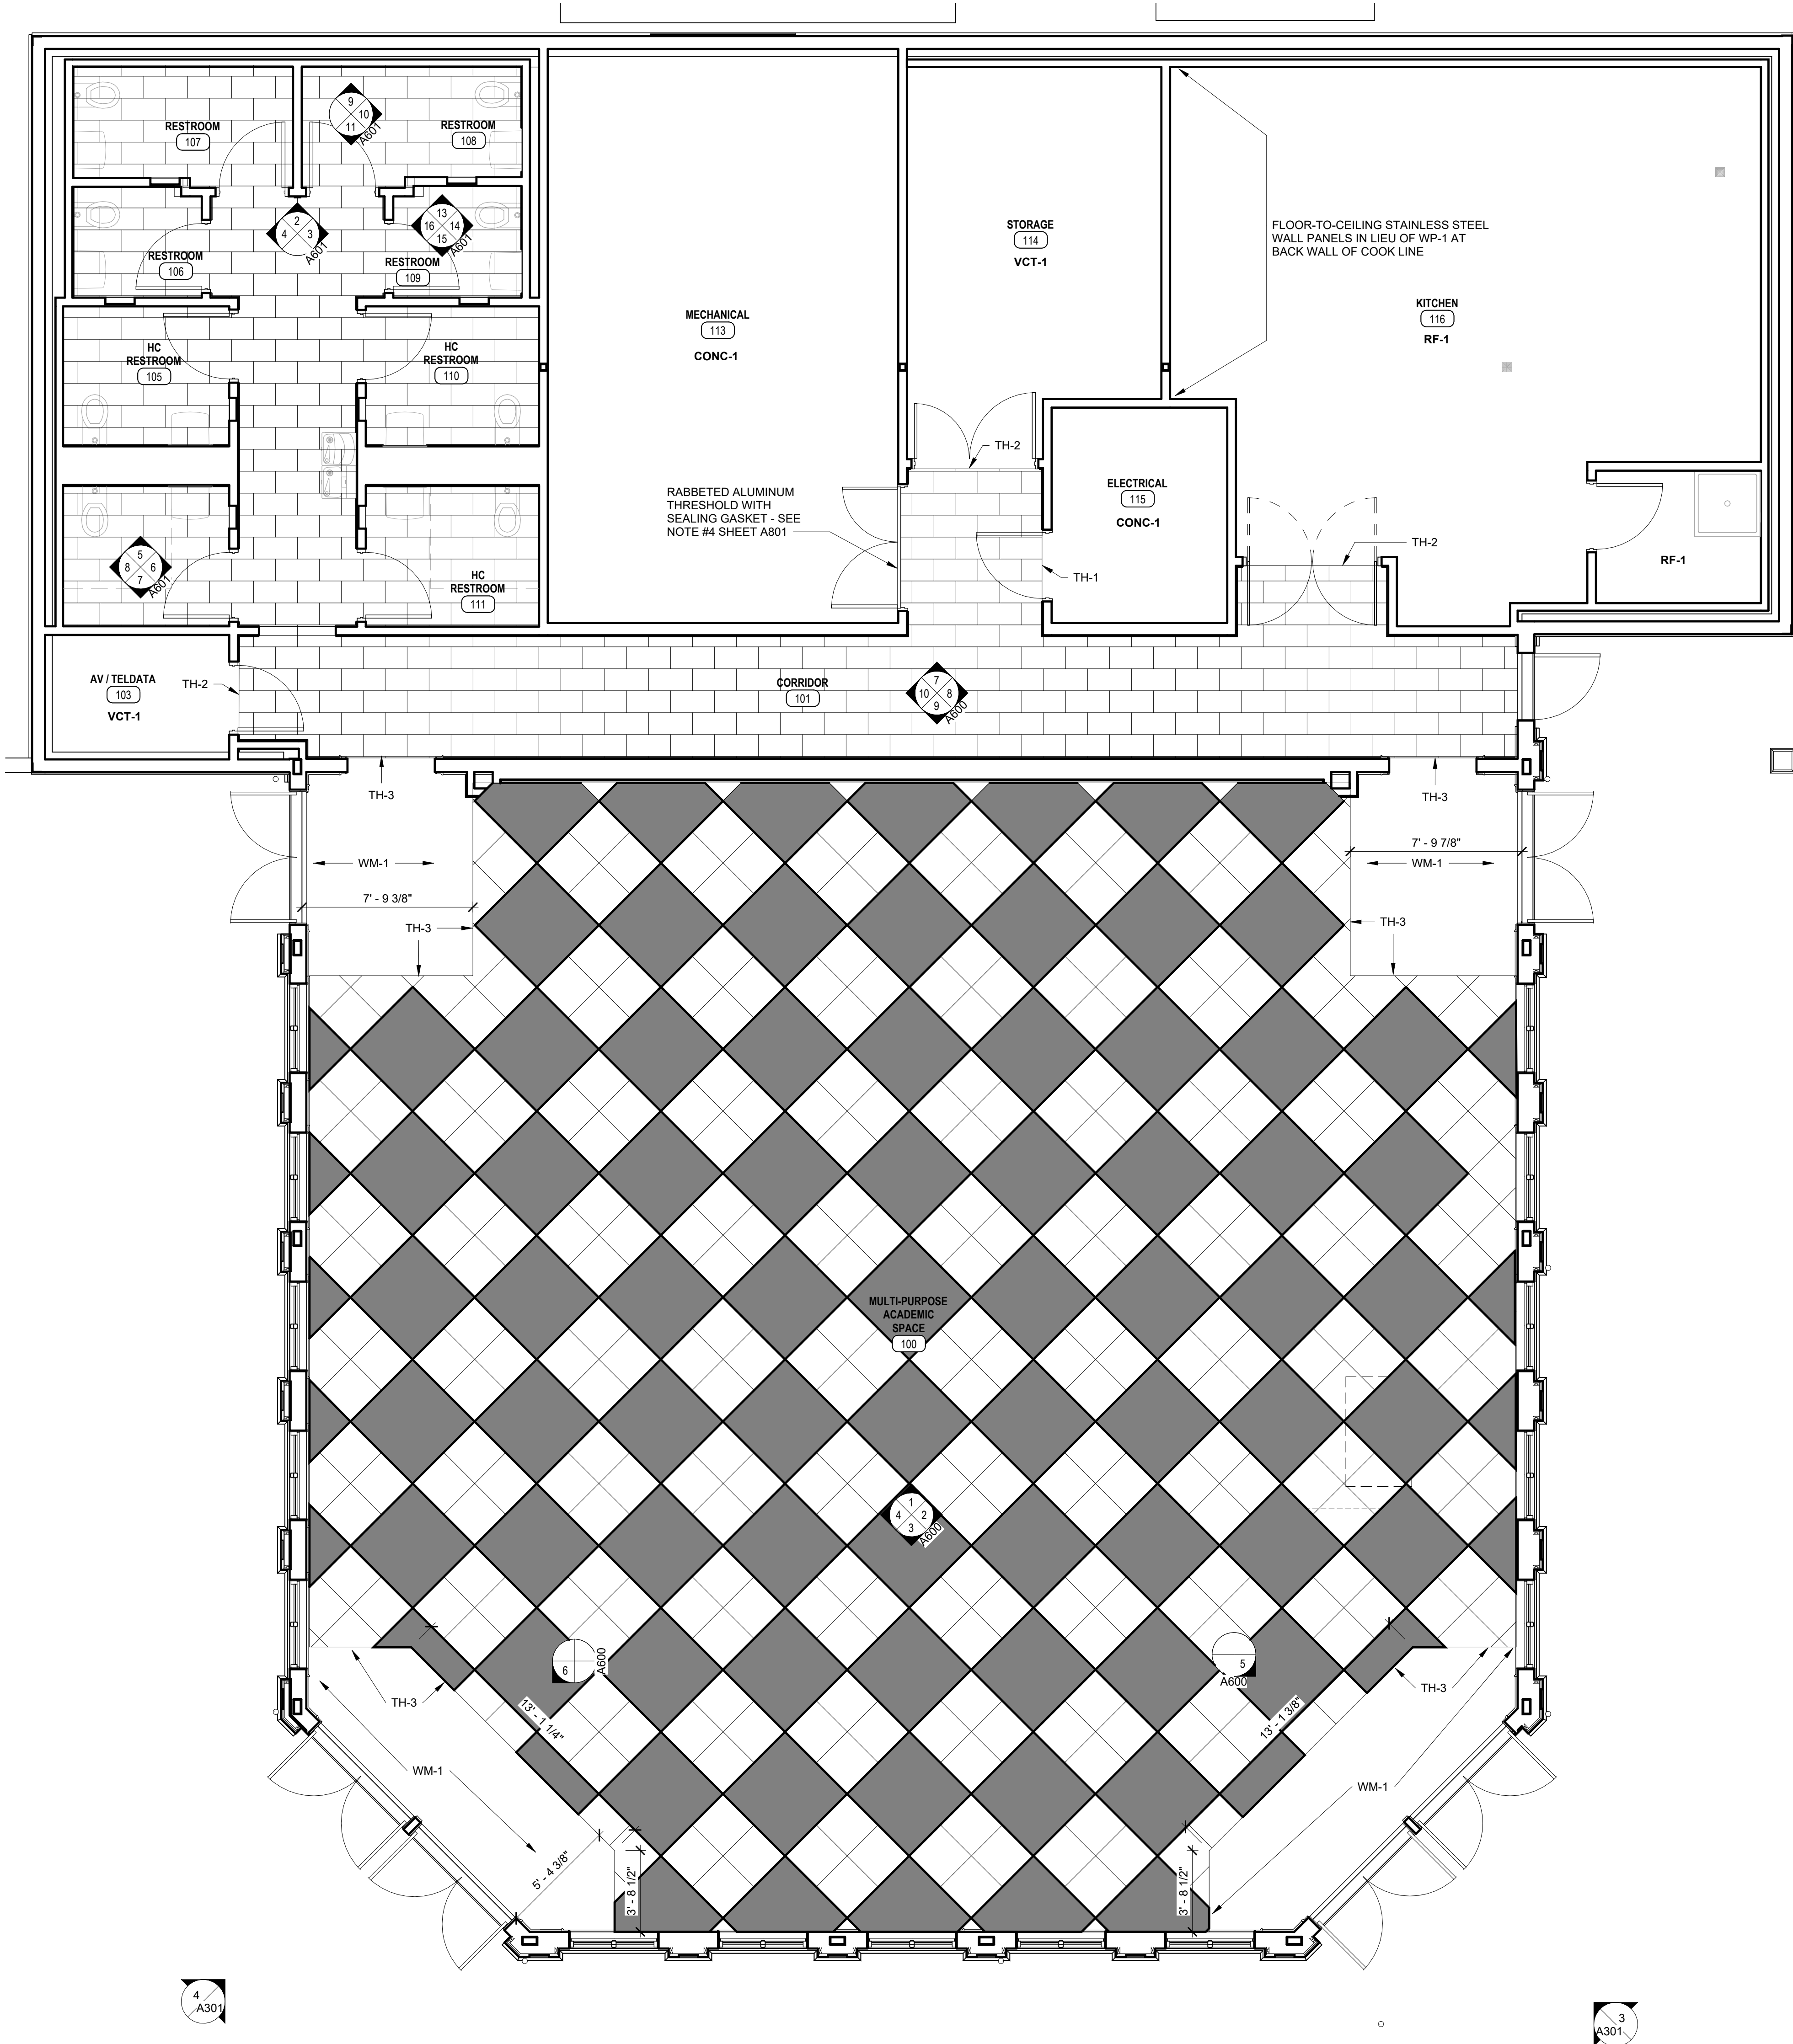 RESTROOM
107
9
10
11
A601
RESTROOM
108
2
4
3
A601
13
16
14
15
A601
RESTROOM
106
RESTROOM
109
STORAGE
114
VCT-1
FLOOR-TO-CEILING STAINLESS STEEL
WALL PANELS IN LIEU OF WP-1 AT
BACK WALL OF COOK LINE
KITCHEN
116
RF-1
MECHANICAL
113
CONC-1
HC
RESTROOM
105
HC
RESTROOM
110
TH-2
RABBETED ALUMINUM
THRESHOLD WITH
SEALING GASKET - SEE
NOTE #4 SHEET A801
ELECTRICAL
115
CONC-1
TH-2
RF-1
5
8
6
7
A601
HC
RESTROOM
111
TH-1
AV / TELDATA
103
VCT-1
TH-2
CORRIDOR
101
7
10
8
9
A600
TH-3
TH-3
WM-1
7' - 9 7/8"
WM-1
7' - 9 3/8"
TH-3
TH-3
MULTI-PURPOSE
ACADEMIC
SPACE
100
1
4
2
3
A600
6
A600
5
A600
TH-3
TH-3
13' - 1 1/4"
13' - 1 3/8"
WM-1
WM-1
5' - 4 3/8"
3' - 8 1/2"
3' - 8 1/2"
4
A301
3
A301